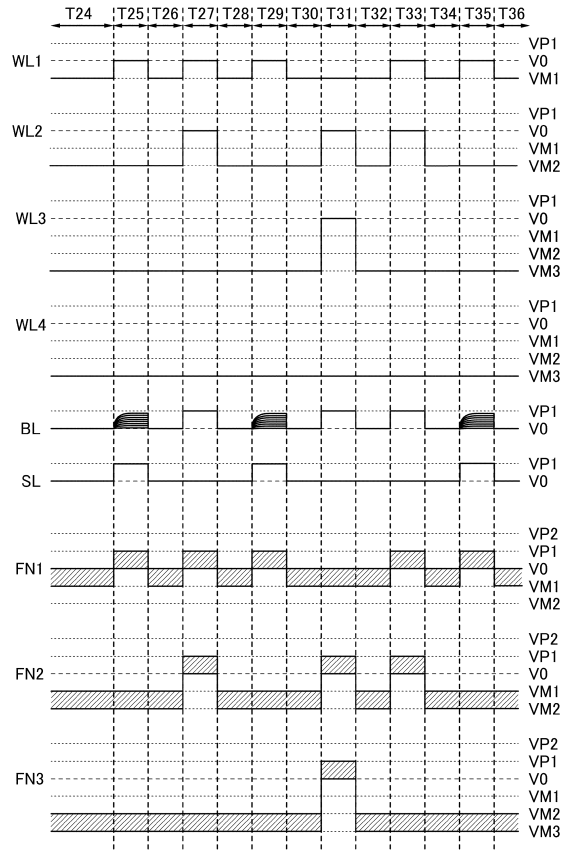 T24 T25 T26 T27 T28 T29 T30 T31 T32 T33 T34 T35 T36
VP1
WL1 V0
VM1
VP1
WL2 V0
VM1
VM2
VP1
WL3 V0
VM1
VM2
VM3
VP1
WL4 V0
VM1
VM2
VM3
VP1
BL V0
VP1
SL V0
VP2
VP1
FN1 V0
VM1
VM2
VP2
VP1
FN2 V0
VM1
VM2
VP2
VP1
FN3 V0
VM1
VM2
VM3